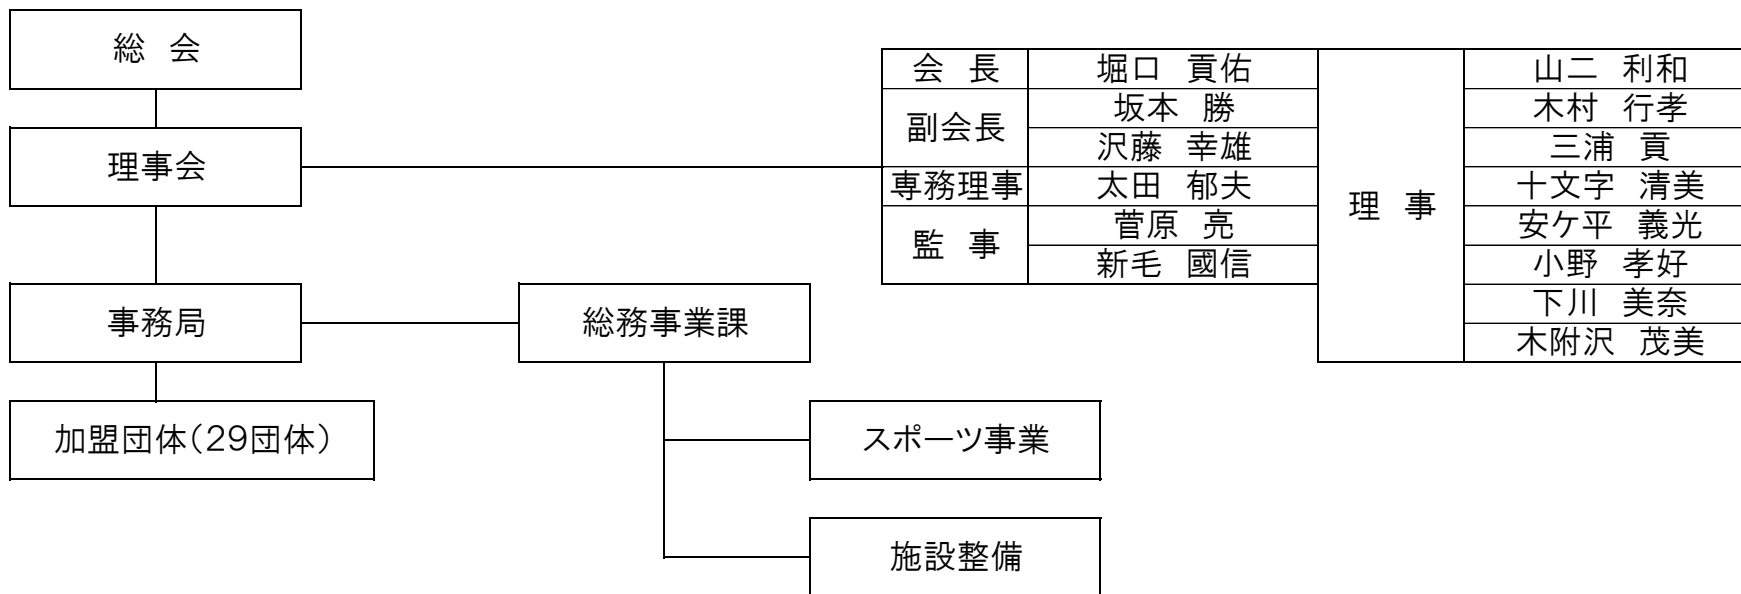 総 会
理事会
会 長 堀口 貢佑
副会長 坂本 勝
沢藤 幸雄
専務理事 太田 郁夫
監 事 菅原 亮
新毛 國信
理 事
山二 利和
木村 行孝
三浦 貢
十文字 清美
安ケ平 義光
小野 孝好
下川 美奈
木附沢 茂美
事務局
総務事業課
加盟団体(29団体)
スポーツ事業
施設整備